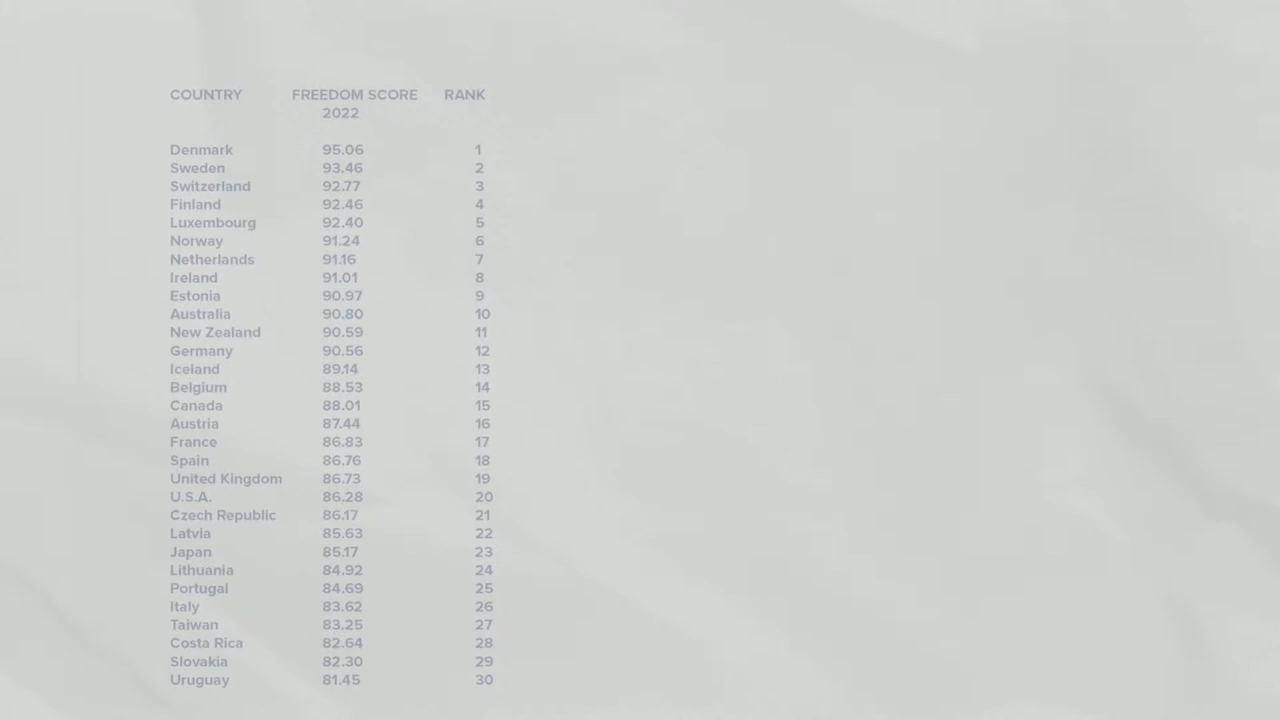 COUNTRY FREEDOM SCORE RANK
2022
Denmark 95.06 1
Sweden 93.46 2
Switzerland 92.77 3
Finland 92.46 4
Luxembourg 92.40 5
Norway 91.24 6
Netherlands 91.16 7
Ireland 91.01 8
Estonia 90.97 9
Australia 90.80 10
New Zealand 90.59 11
Germany 90.56 12
Iceland 89.14 13
Belgium 88.53 14
Canada 88.01 15
Austria 87.44 16
France 86.83 17
Spain 86.76 18
United Kingdom 86.73 19
U.S.A. 86.28 20
Czech Republic 86.17 21
Latvia 85.63 22
Japan 85.17 23
Lithuania 84.92 24
Portugal 84.69 25
Italy 83.62 26
Taiwan 83.25 27
Costa Rica 82.64 28
Slovakia 82.30 29
Uruguay 81.45 30